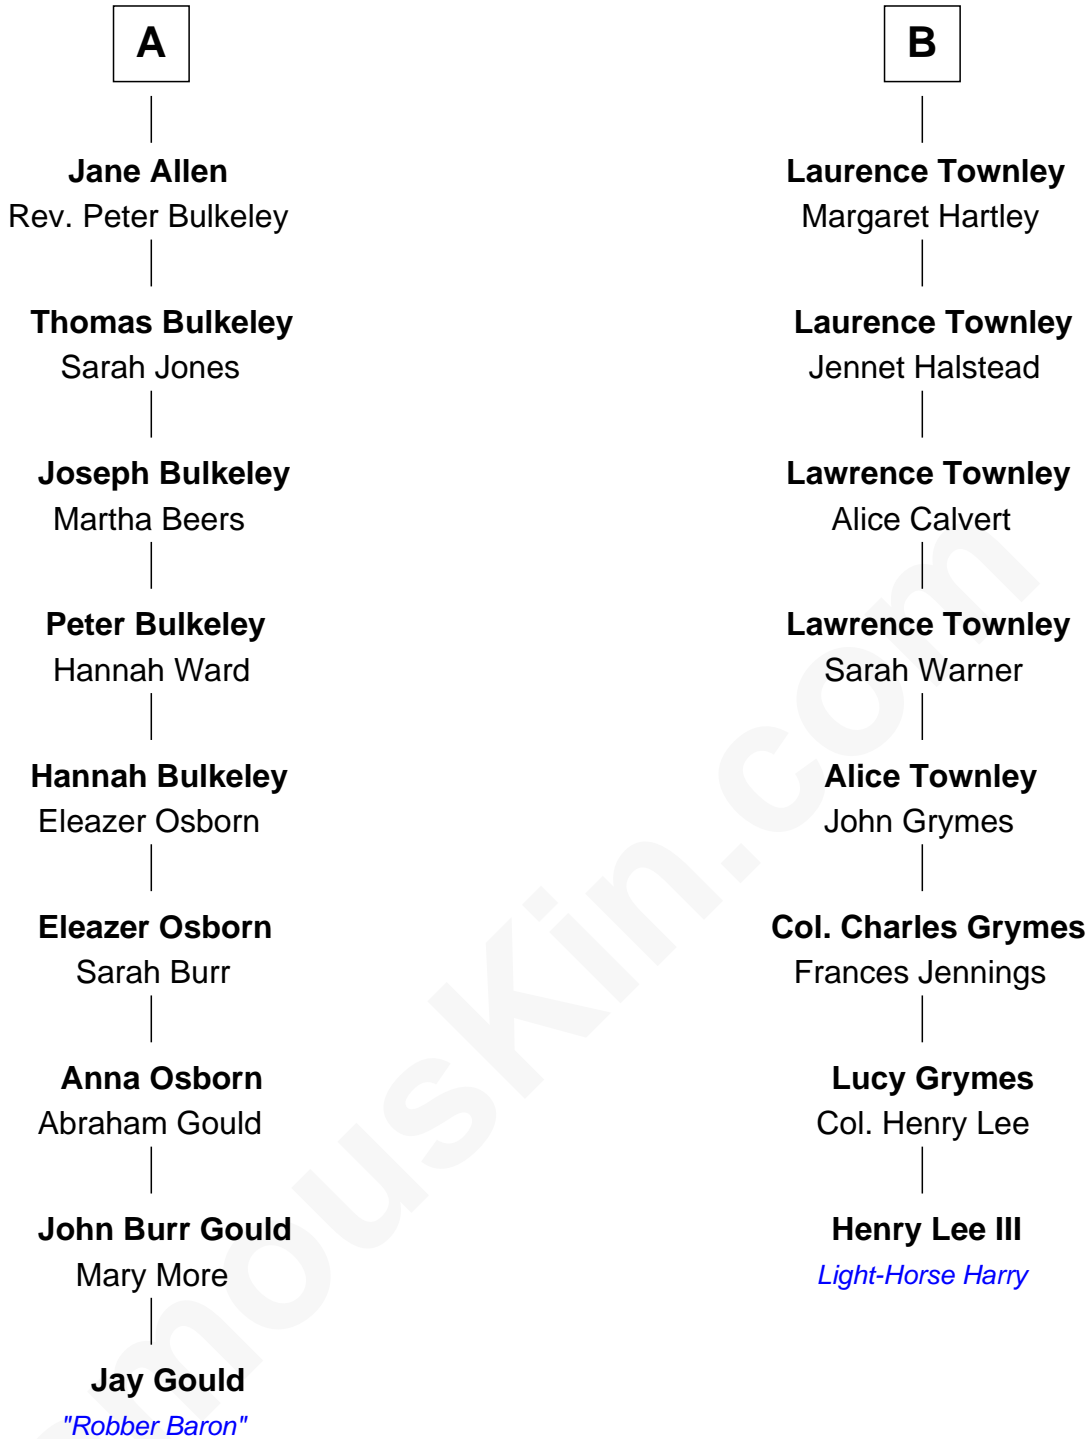 A
Jane Allen
Rev. Peter Bulkeley
Thomas Bulkeley
Sarah Jones
Joseph Bulkeley
Martha Beers
Peter Bulkeley
Hannah Ward
Hannah Bulkeley
Eleazer Osborn
Eleazer Osborn
Sarah Burr
Anna Osborn
Abraham Gould
John Burr Gould
Mary More
Jay Gould
"Robber Baron"
B
Laurence Townley
Margaret Hartley
Laurence Townley
Jennet Halstead
Lawrence Townley
Alice Calvert
Lawrence Townley
Sarah Warner
Alice Townley
John Grymes
Col. Charles Grymes
Frances Jennings
Lucy Grymes
Col. Henry Lee
Henry Lee III
Light-Horse Harry
mouskin.com